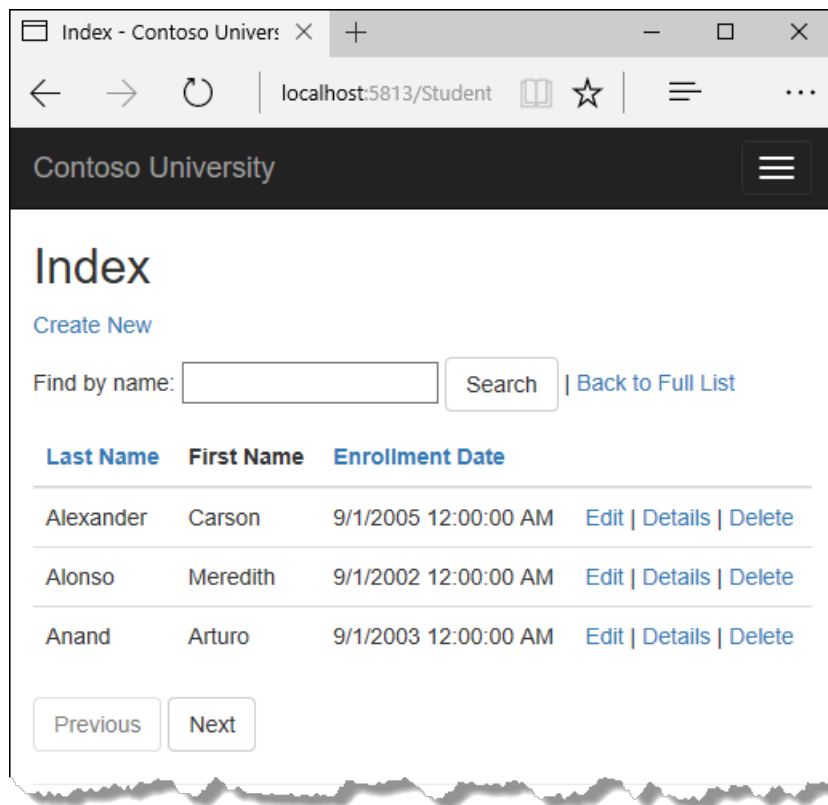 Index - Contoso Univers
localhost:5813/Student
Contoso University
Index
Create New
Find by name: Search | Back to Full List
Last Name First Name Enrollment Date
Alexander Carson 9/1/2005 12:00:00 AM Edit | Details | Delete
Alonso Meredith 9/1/2002 12:00:00 AM Edit | Details | Delete
Anand Arturo 9/1/2003 12:00:00 AM Edit | Details | Delete
Previous Next